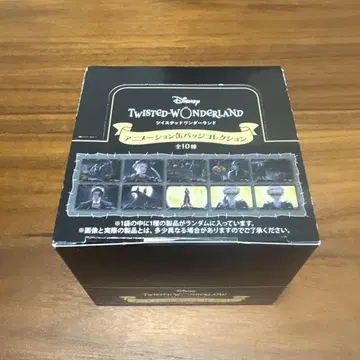 Disney
TWISTED-WONDERLAND
ツイステッドワンダーランド
アニメーション缶バッジコレクション
全10種
※1袋の中に1種の製品がランダムに入っています。
※画像と実際の製品とは、多少異なる場合がありますのでご了承ください。